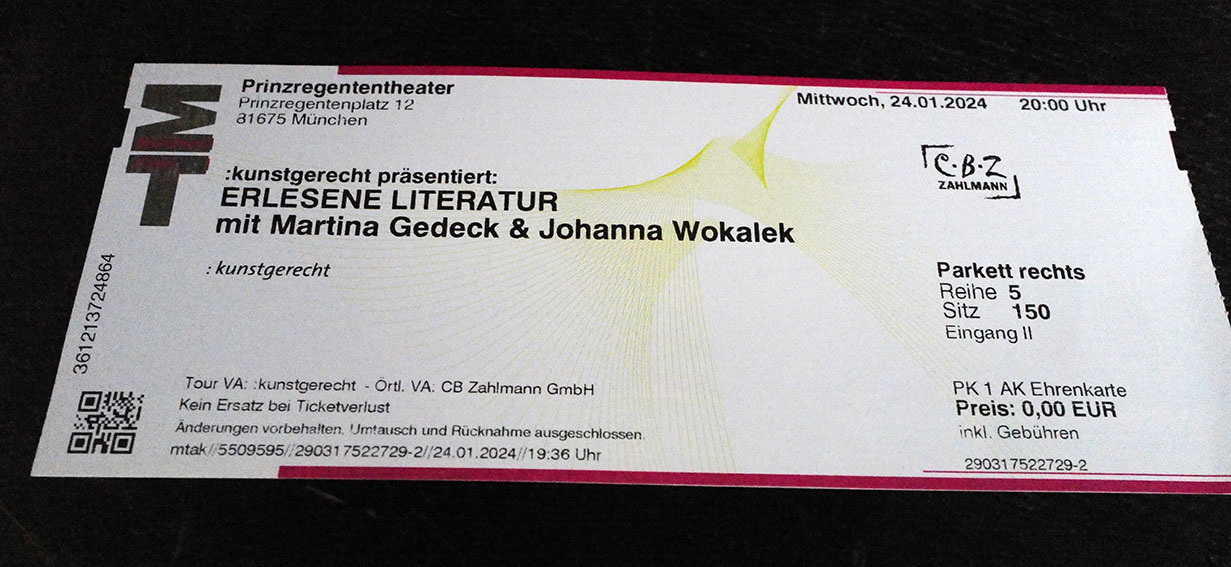 MT
Prinzregententheater
Prinzregentenplatz 12
81675 München
Mittwoch, 24.01.2024 20:00 Uhr
C·B·Z
ZAHLMANN
:kunstgerecht präsentiert:
ERLESENE LITERATUR
mit Martina Gedeck & Johanna Wokalek
: kunstgerecht
Parkett rechts
Reihe 5
Sitz 150
Eingang II
361213724864
Tour VA: :kunstgerecht - Örtl. VA: CB Zahlmann GmbH
Kein Ersatz bei Ticketverlust
Änderungen vorbehalten. Umtausch und Rücknahme ausgeschlossen.
mtak//5509595//290317522729-2//24.01.2024//19:36 Uhr
PK 1 AK Ehrenkarte
Preis: 0,00 EUR
inkl. Gebühren
290317522729-2